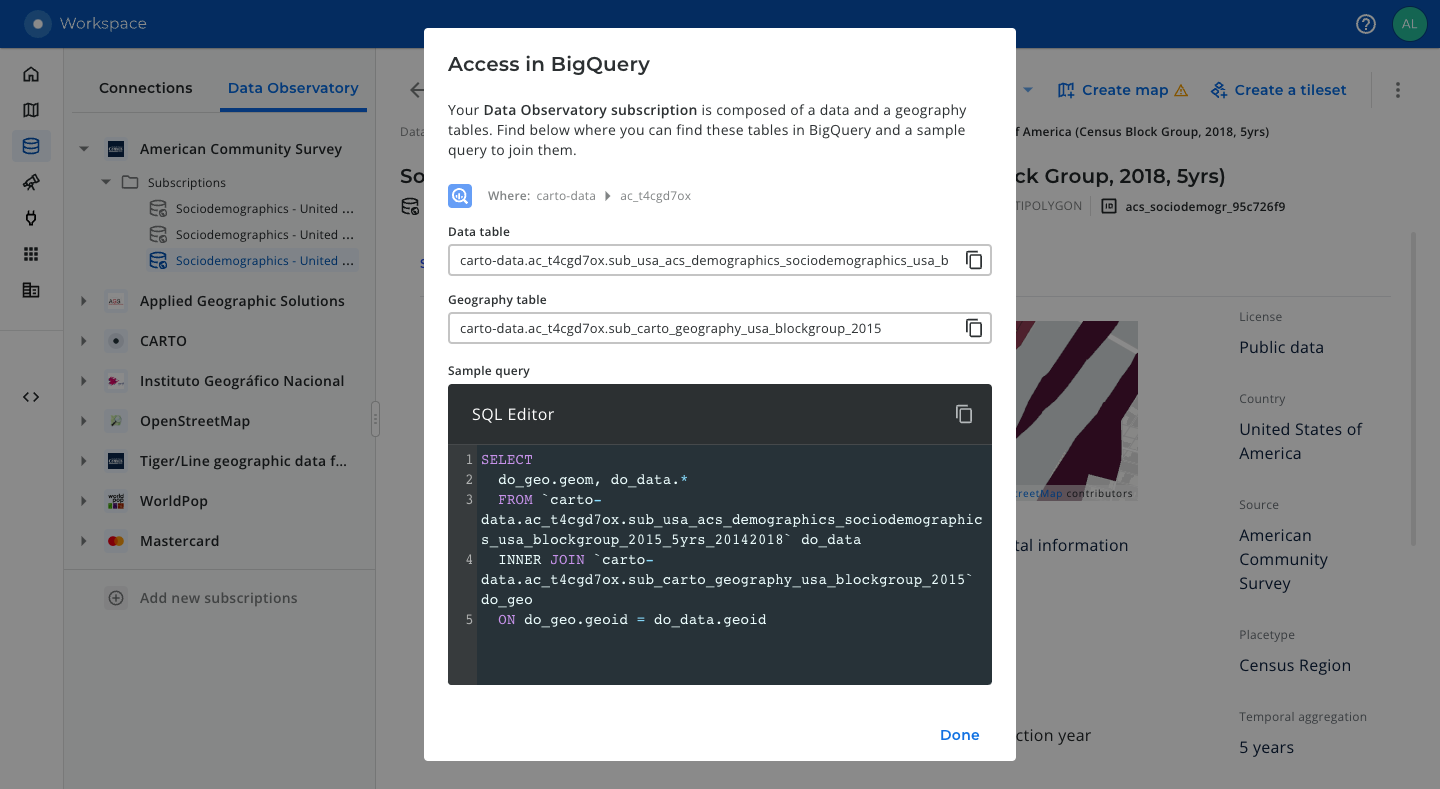 Workspace
AL
Connections
Data Observatory
American Community Survey
Subscriptions
Sociodemographics - United ...
Sociodemographics - United ...
Sociodemographics - United ...
Applied Geographic Solutions
CARTO
Instituto Geográfico Nacional
OpenStreetMap
Tiger/Line geographic data f...
WorldPop
Mastercard
Add new subscriptions
Create map
Create a tileset
Data
f America (Census Block Group, 2018, 5yrs)
So
ck Group, 2018, 5yrs)
TIPOLYGON
ID
acs_sociodemogr_95c726f9
Access in BigQuery
Your Data Observatory subscription is composed of a data and a geography
tables. Find below where you can find these tables in BigQuery and a sample
query to join them.
Where: carto-data
ac_t4cgd7ox
Data table
carto-data.ac_t4cgd7ox.sub_usa_acs_demographics_sociodemographics_usa_b
Geography table
carto-data.ac_t4cgd7ox.sub_carto_geography_usa_blockgroup_2015
Sample query
SQL Editor
1 SELECT
2 do_geo.geom, do_data.*
3 FROM `carto-
data.ac_t4cgd7ox.sub_usa_acs_demographics_sociodemographic
s_usa_blockgroup_2015_5yrs_20142018` do_data
4 INNER JOIN `carto-
data.ac_t4cgd7ox.sub_carto_geography_usa_blockgroup_2015`
do_geo
5 ON do_geo.geoid = do_data.geoid
Done
License
Public data
Country
United States of
America
reetMap contributors
Source
American
Community
Survey
tal information
Placetype
Census Region
Temporal aggregation
5 years
ction year